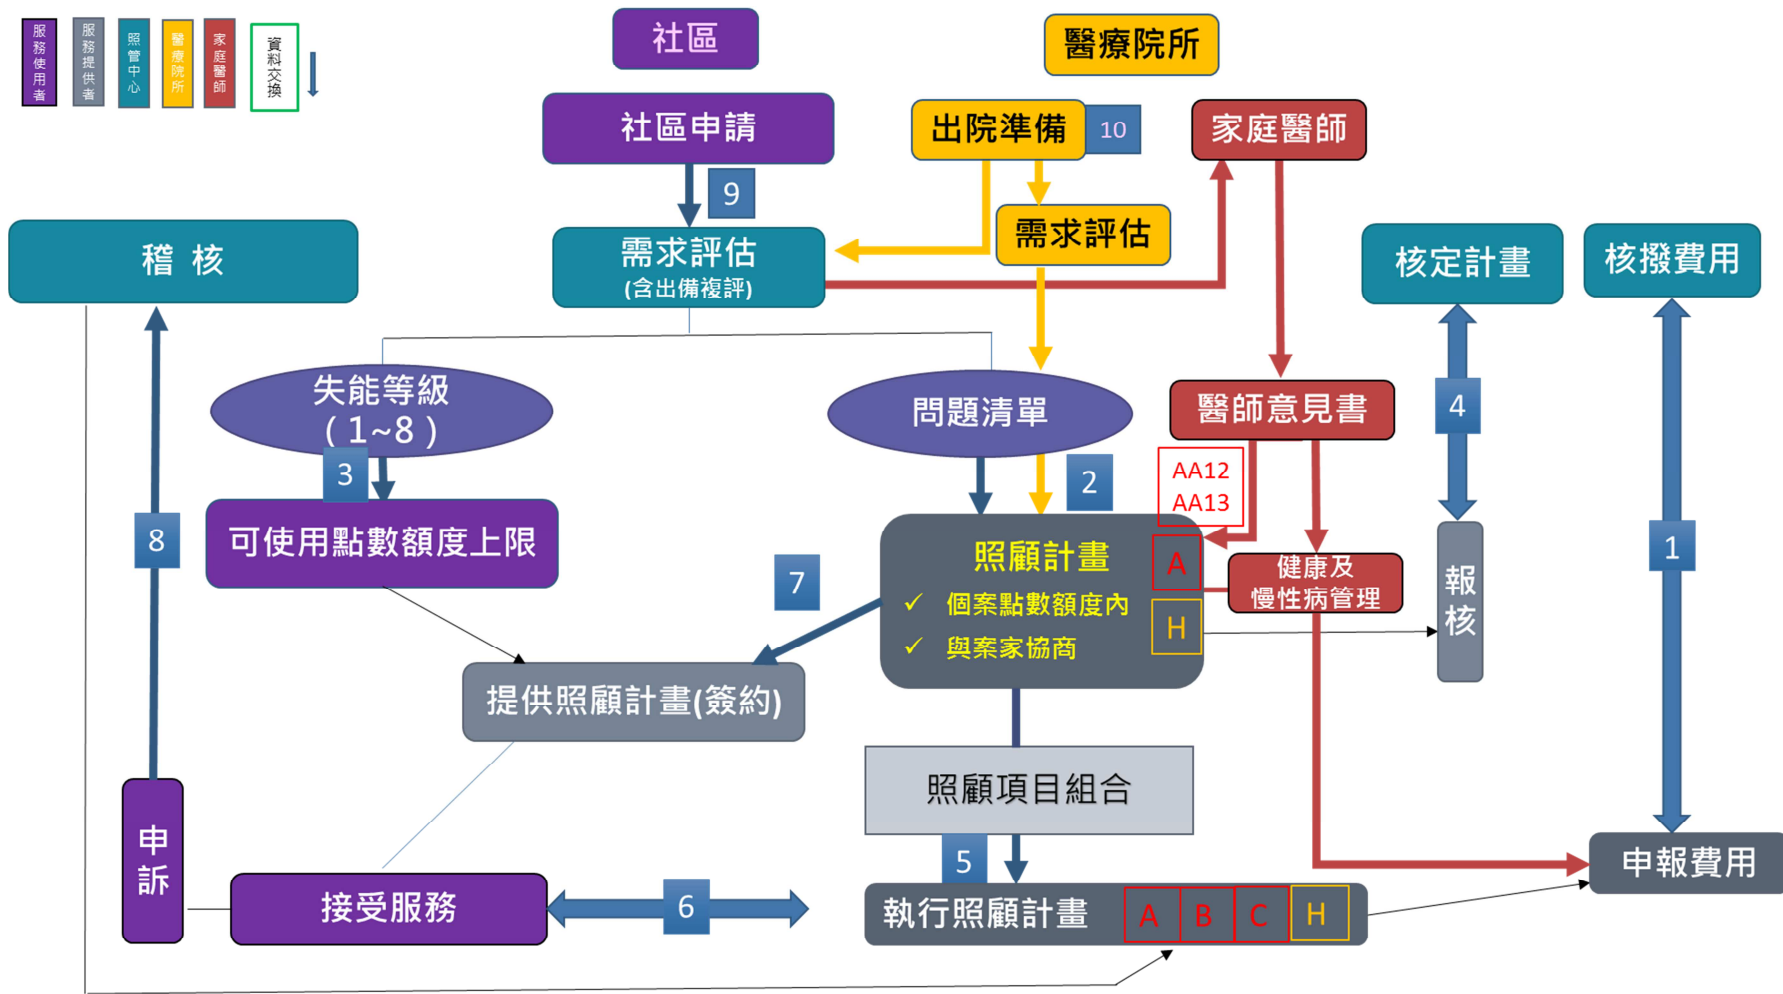 服務使用者
服務提供者
照管中心
醫療院所
家庭醫師
資料交換
社區
醫療院所
社區申請
出院準備
10
家庭醫師
9
稽 核
需求評估
(含出備複評)
需求評估
核定計畫
核撥費用
失能等級
（1~8）
問題清單
醫師意見書
4
3
2
AA12
AA13
可使用點數額度上限
8
1
照顧計畫
✓ 個案點數額度內
✓ 與案家協商
A
H
健康及
慢性病管理
報核
7
提供照顧計畫(簽約)
照顧項目組合
申訴
5
申報費用
接受服務
6
執行照顧計畫
A
B
C
H